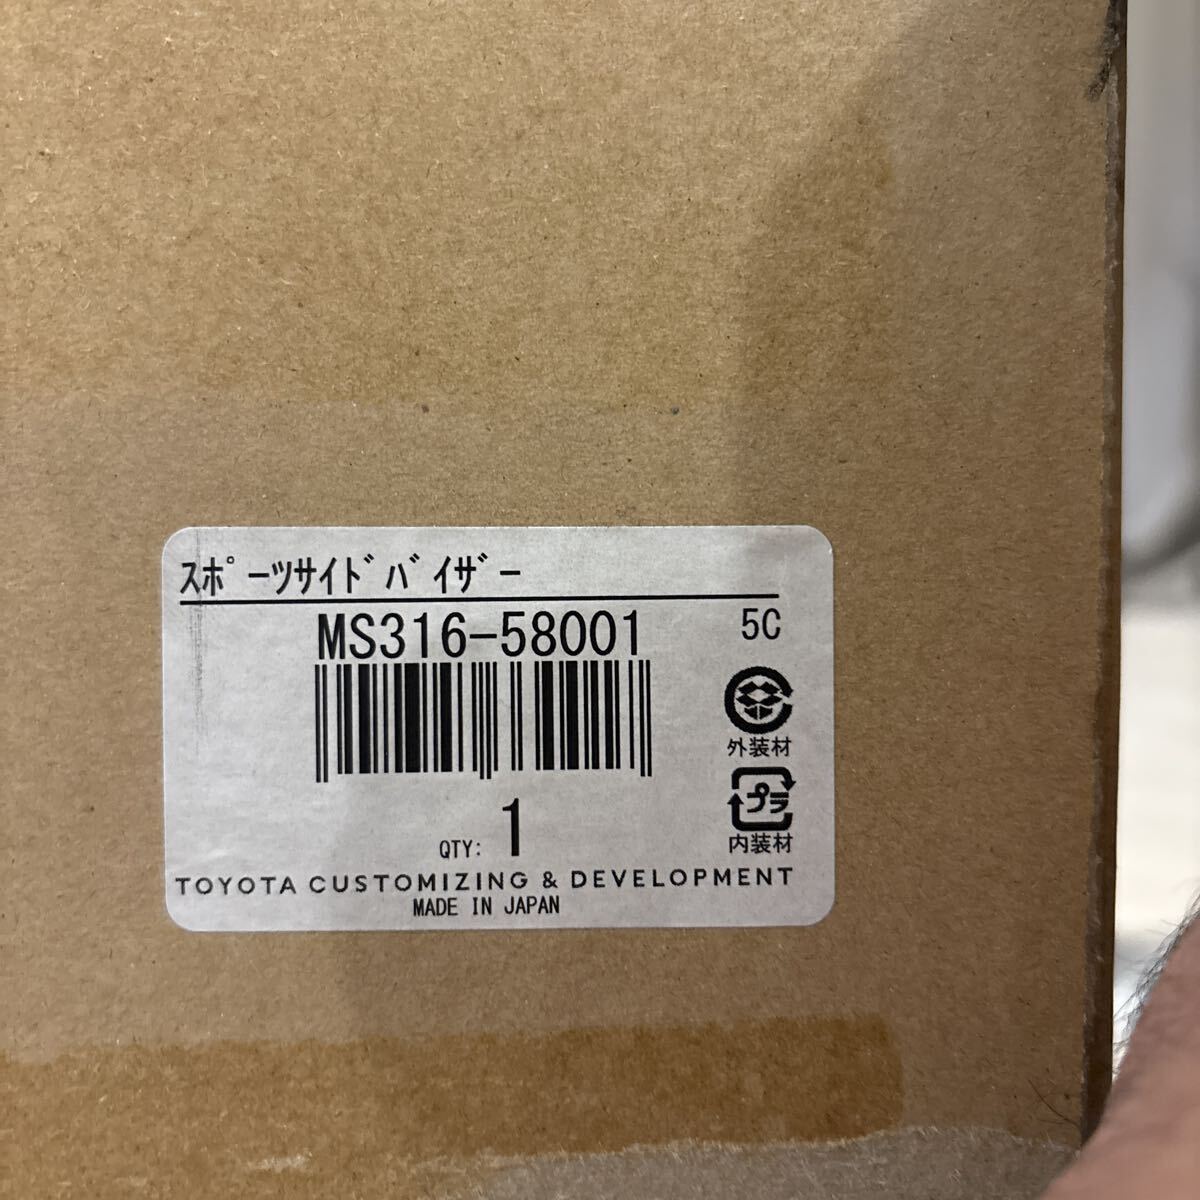 ｽﾎﾟｰﾂｻｲﾄﾞﾊﾞｲｻﾞｰ
MS316-58001
5C
外装材
プラ
内装材
QTY: 1
TOYOTA CUSTOMIZING & DEVELOPMENT
MADE IN JAPAN